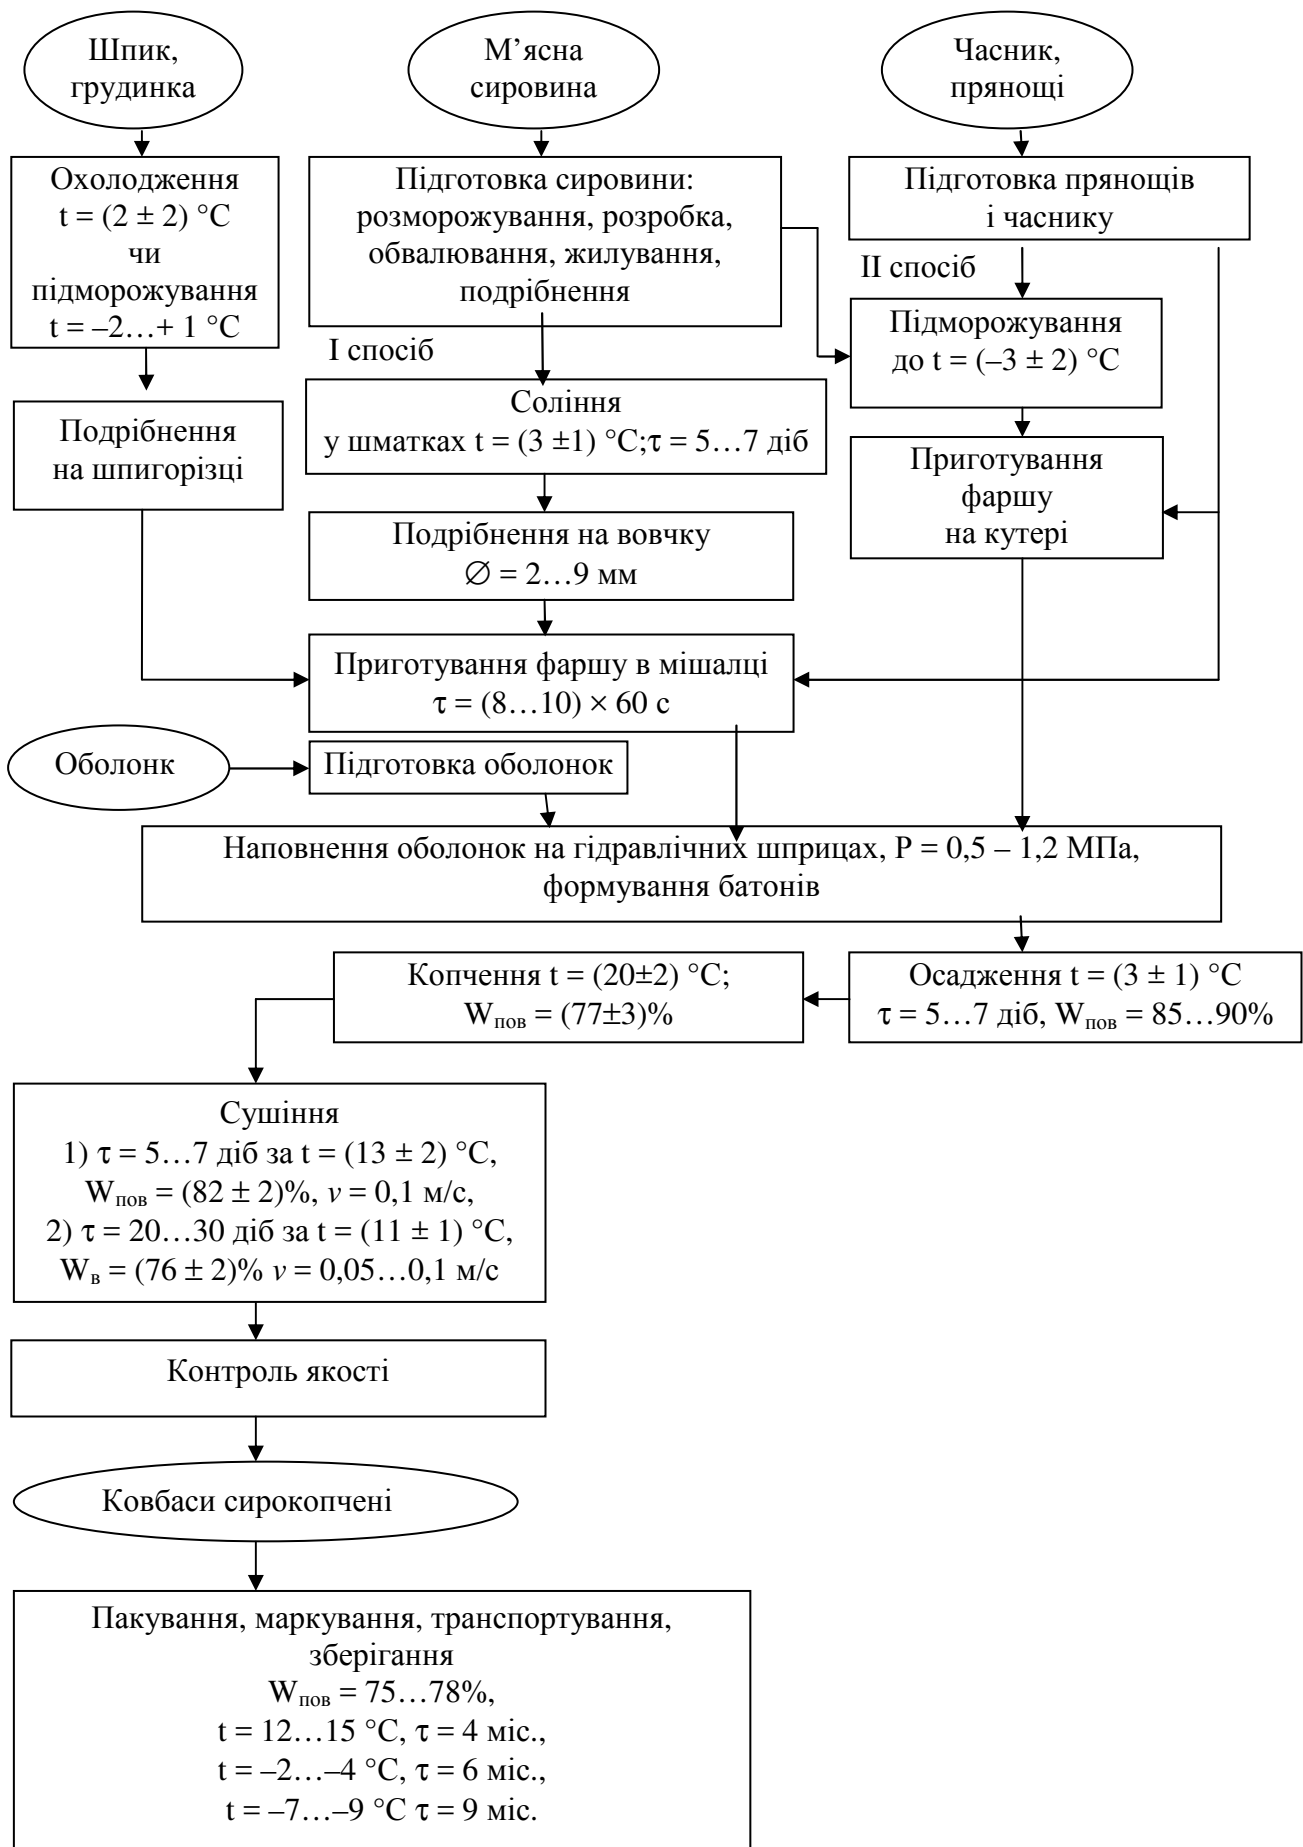 Шпик,
грудинка
М’ясна
сировина
Часник,
прянощі
Охолодження
t = (2 ± 2) °С
чи
підморожування
t = –2…+ 1 °С
Підготовка сировини:
розморожування, розробка,
обвалювання, жилування,
подрібнення
Підготовка прянощів
і часнику
ІІ спосіб
І спосіб
Підморожування
до t = (–3 ± 2) °С
Подрібнення
на шпигорізці
Соління
у шматках t = (3 ±1) °С;τ = 5…7 діб
Приготування
фаршу
на кутері
Подрібнення на вовчку
∅ = 2…9 мм
Приготування фаршу в мішалці
τ = (8…10) × 60 с
Оболонк
Підготовка оболонок
Наповнення оболонок на гідравлічних шприцах, Р = 0,5 – 1,2 МПа,
формування батонів
Копчення t = (20±2) °С;
Wпов = (77±3)%
Осадження t = (3 ± 1) °С
τ = 5…7 діб, Wпов = 85…90%
Сушіння
1) τ = 5…7 діб за t = (13 ± 2) °С,
Wпов = (82 ± 2)%, v = 0,1 м/с,
2) τ = 20…30 діб за t = (11 ± 1) °С,
Wв = (76 ± 2)% v = 0,05…0,1 м/с
Контроль якості
Ковбаси сирокопчені
Пакування, маркування, транспортування,
зберігання
Wпов = 75…78%,
t = 12…15 °С, τ = 4 міс.,
t = –2…–4 °С, τ = 6 міс.,
t = –7…–9 °С τ = 9 міс.